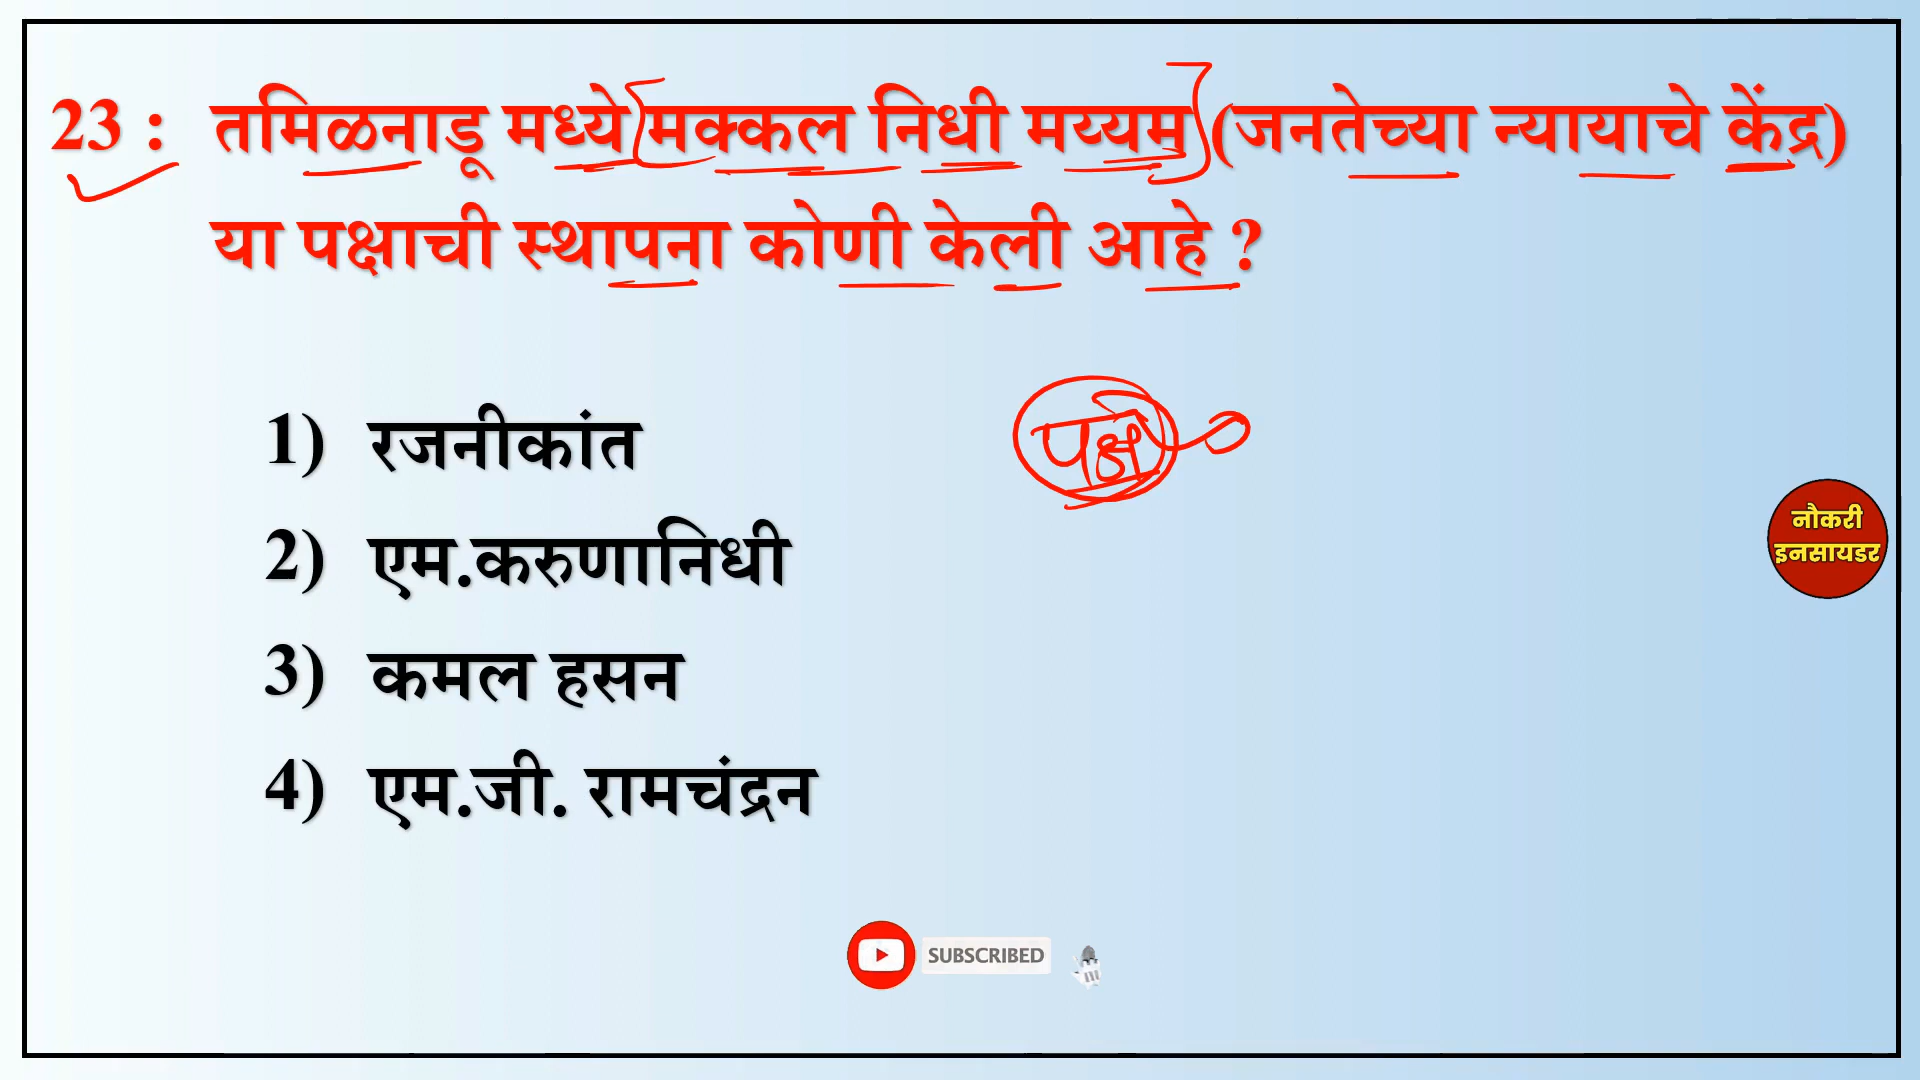 23 : तमिळनाडू मध्ये मक्कल निधी मय्यम (जनतेच्या न्यायाचे केंद्र)
या पक्षाची स्थापना कोणी केली आहे ?
1) रजनीकांत
पक्ष
2) एम.करुणानिधी
नौकरी
इनसायडर
3) कमल हसन
4) एम.जी. रामचंद्रन
SUBSCRIBED